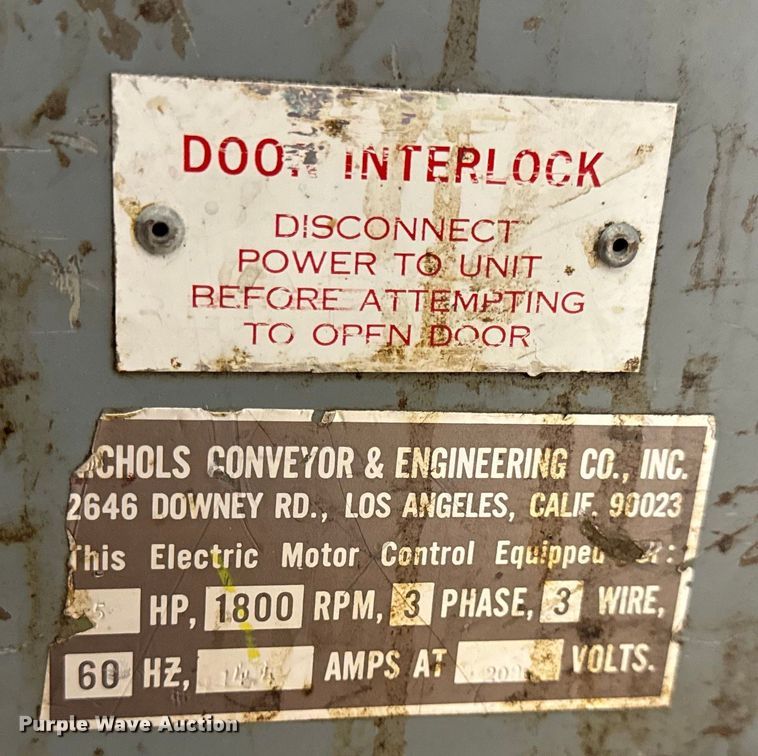 DOOR INTERLOCK
DISCONNECT
POWER TO UNIT
BEFORE ATTEMPTING
TO OPEN DOOR
CHOLS CONVEYOR & ENGINEERING CO., INC.
2646 DOWNEY RD., LOS ANGELES, CALIF. 90023
This Electric Motor Control Equipped
5 HP, 1800 RPM, 3 PHASE, 3 WIRE,
60 HZ, AMPS AT VOLTS.
Purple Wave Auction